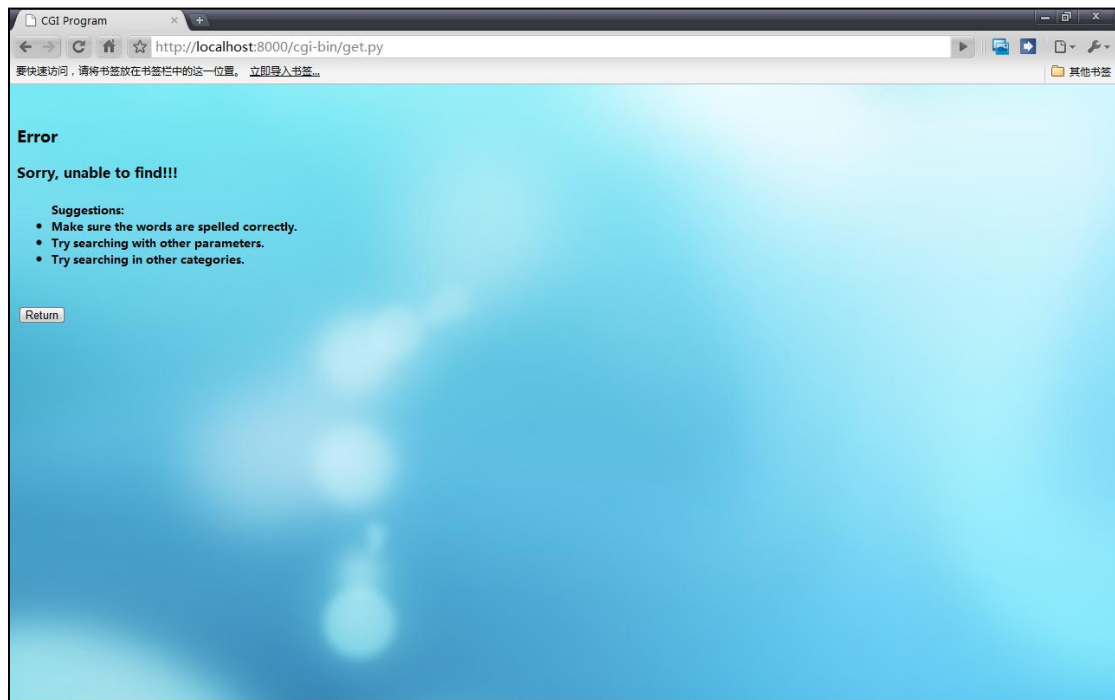 CGI Program
http://localhost:8000/cgi-bin/get.py
要快速访问，请将书签放在书签栏中的这一位置。 立即导入书签...
其他书签
Error
Sorry, unable to find!!!
Suggestions:
Make sure the words are spelled correctly.
Try searching with other parameters.
Try searching in other categories.
Return